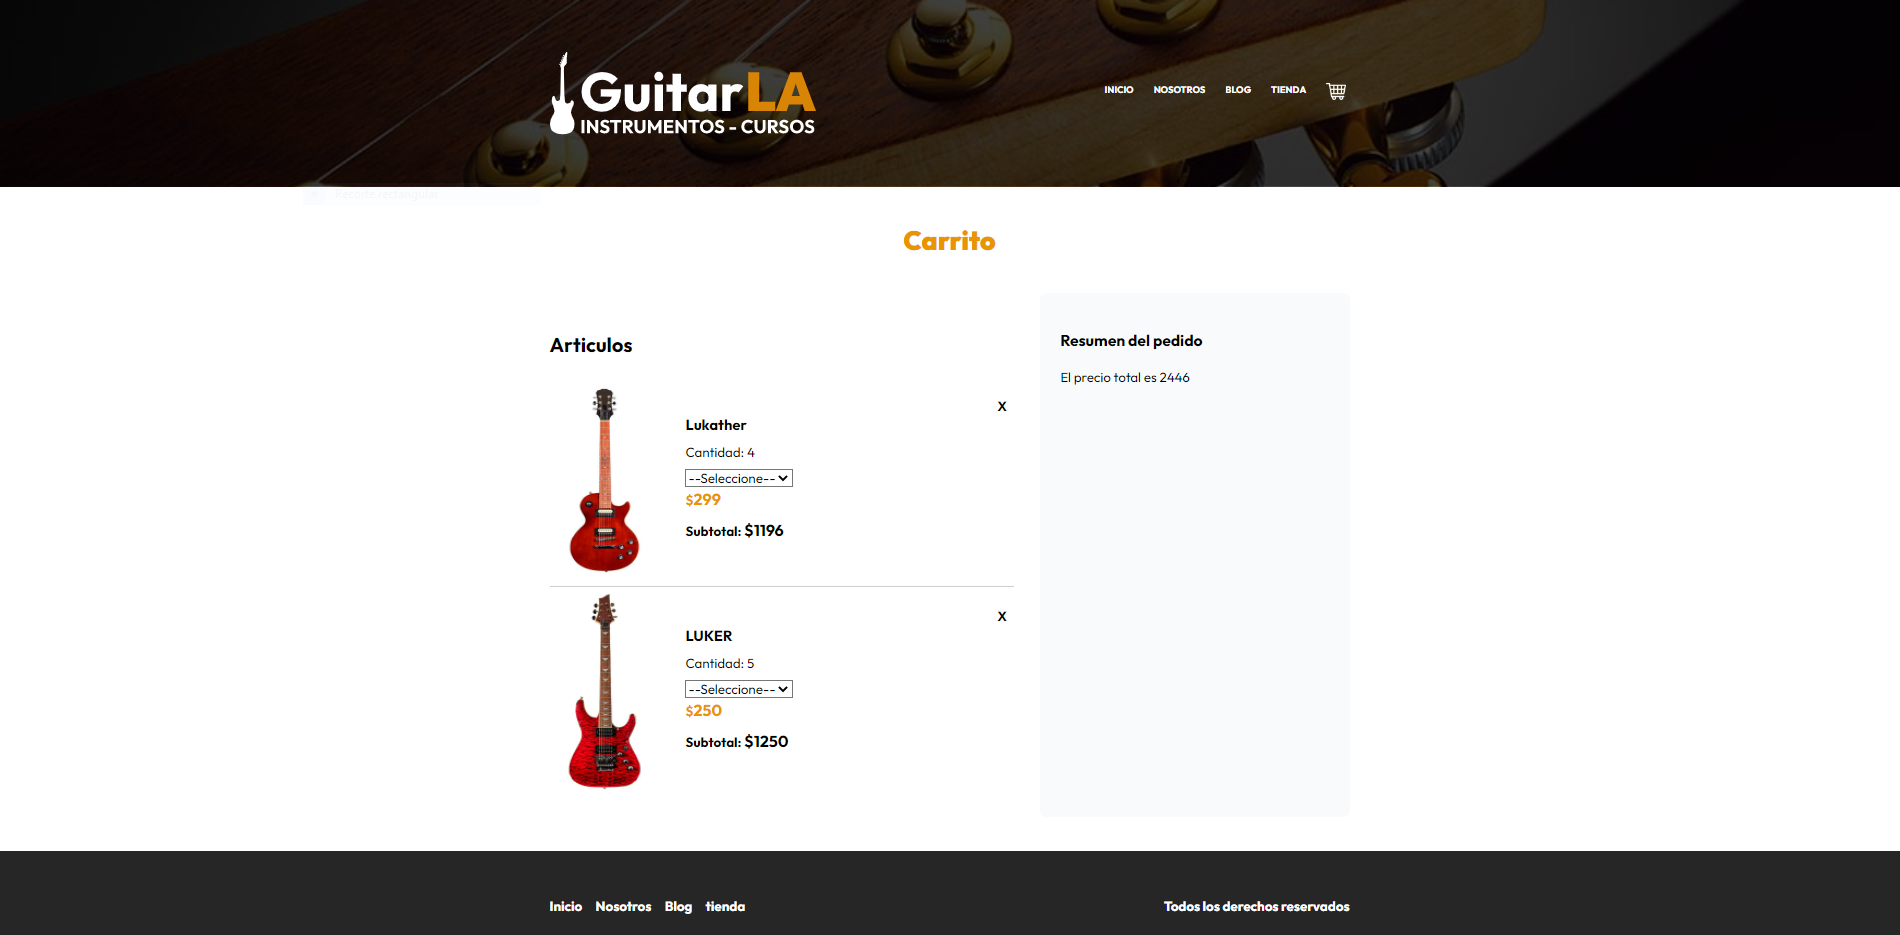 GuitarLA
INSTRUMENTOS - CURSOS
INICIO NOSOTROS BLOG TIENDA
Carrito
Articulos
Lukather
X
Cantidad: 4
--Seleccione--
$299
Subtotal: $1196
LUKER
X
Cantidad: 5
--Seleccione--
$250
Subtotal: $1250
Resumen del pedido
El precio total es 2446
Inicio Nosotros Blog tienda
Todos los derechos reservados